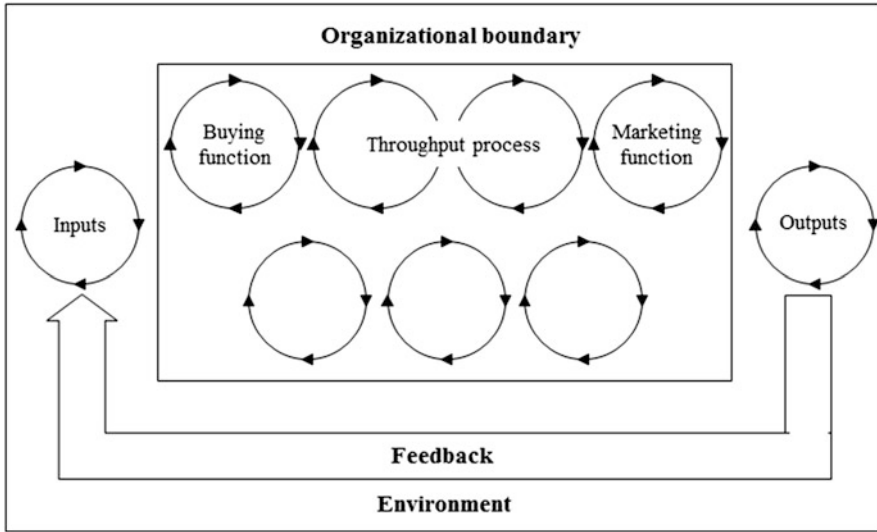 Organizational boundary
Buying
function
Throughput process
Marketing
function
Inputs
Outputs
Feedback
Environment